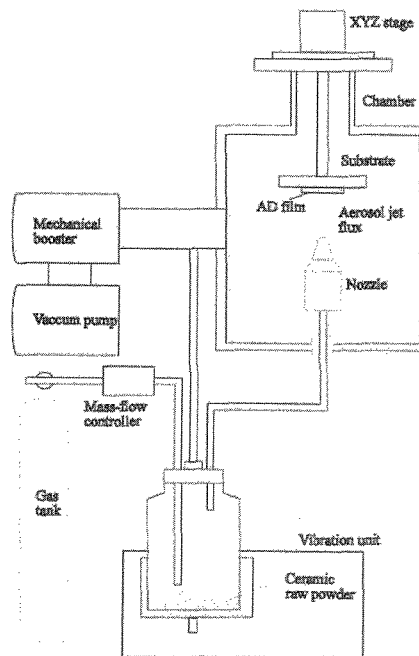 XYZ stage
Chamber
Substrate
AD film
Aerosol jet
flux
Mechanical
booster
Nozzle
Vaccum pump
Mass-flow
controller
Gas
tank
Vibration unit
Ceramic
raw powder